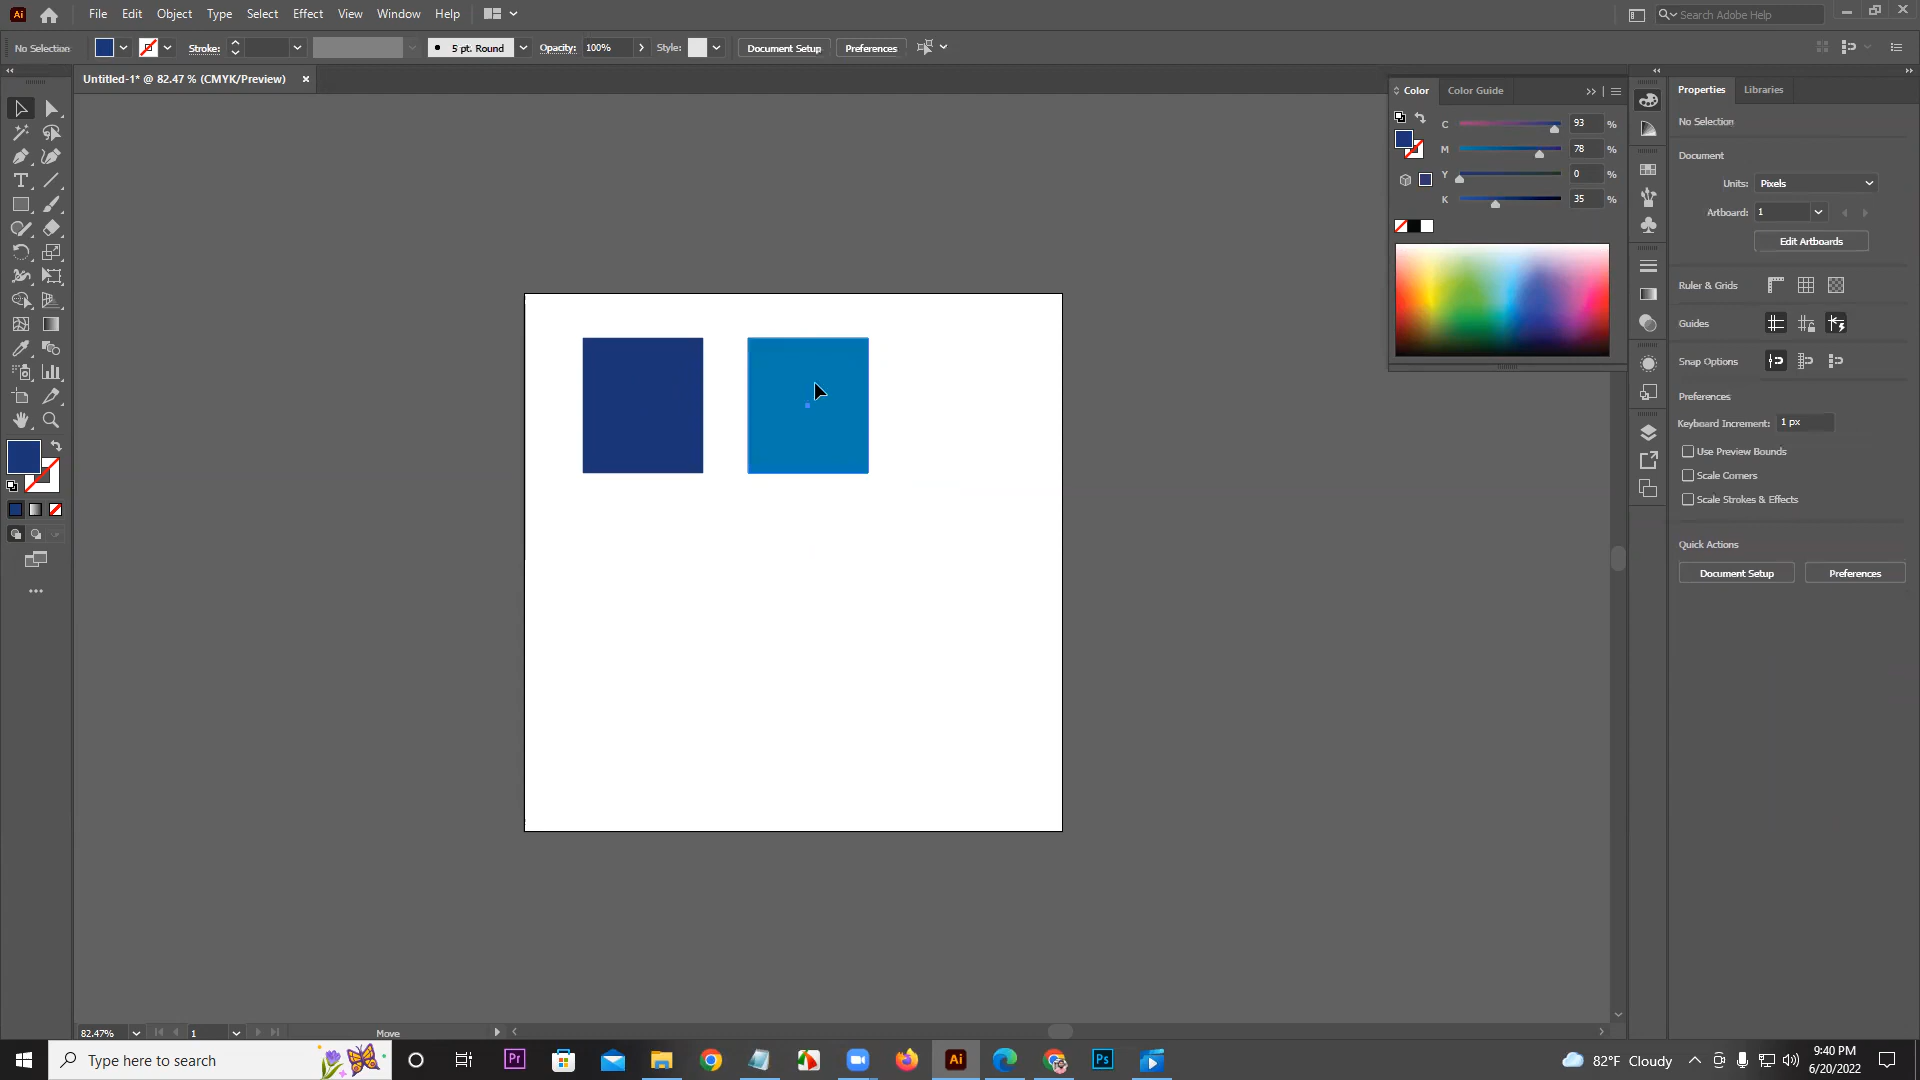 Ai File Edit Object Type Select Effect View Window Help Search Adobe Help
No Selection Stroke: 5 pt. Round Opacity: 100% Style: Document Setup Preferences
Untitled-1* @ 82.47 % (CMYK/Preview) ×
Color Color Guide
C 93 %
M 78 %
Y 0 %
K 35 %
Properties Libraries
No Selection
Document
Units: Pixels
Artboard: 1
Edit Artboards
Ruler & Grids
Guides
Snap Options
Preferences
Keyboard Increment: 1 px
Use Preview Bounds
Scale Corners
Scale Strokes & Effects
Quick Actions
Document Setup Preferences
82.47% 1 Move
Type here to search Pr Ai Ps 82°F Cloudy
9:40 PM
6/20/2022